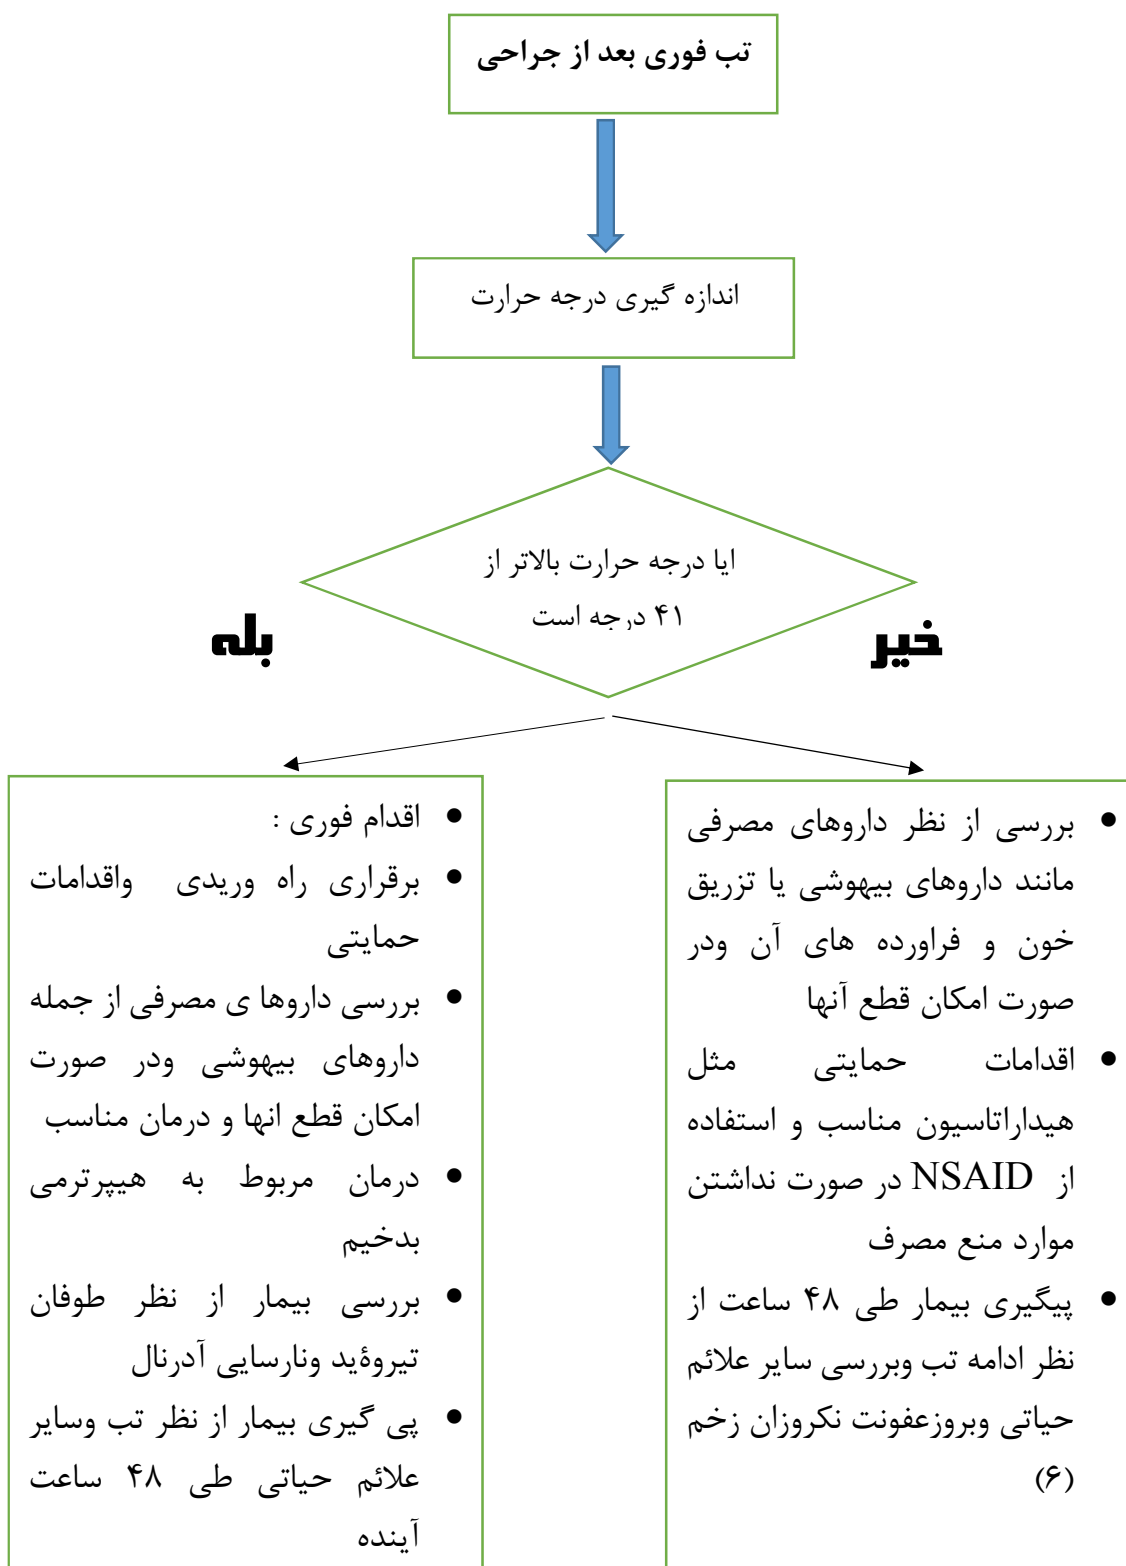 تب فوری بعد از جراحی
اندازه گیری درجه حرارت
ایا درجه حرارت بالاتر از
۴۱ درجه است
خیر
بله
● بررسی از نظر داروهای مصرفی
مانند داروهای بیهوشی یا تزریق
خون و فراورده های آن ودر
صورت امکان قطع آنها
● اقدامات حمایتی مثل
هیداراتاسیون مناسب و استفاده
از NSAID در صورت نداشتن
موارد منع مصرف
● پیگیری بیمار طی ۴۸ ساعت از
نظر ادامه تب وبررسی سایر علائم
حیاتی وبروزعفونت نکروزان زخم
(۶)
● اقدام فوری :
● برقراری راه وریدی واقدامات
حمایتی
● بررسی داروها ی مصرفی از جمله
داروهای بیهوشی ودر صورت
امکان قطع انها و درمان مناسب
● درمان مربوط به هیپرترمی
بدخیم
● بررسی بیمار از نظر طوفان
تیروۀید ونارسایی آدرنال
● پی گیری بیمار از نظر تب وسایر
علائم حیاتی طی ۴۸ ساعت
آینده